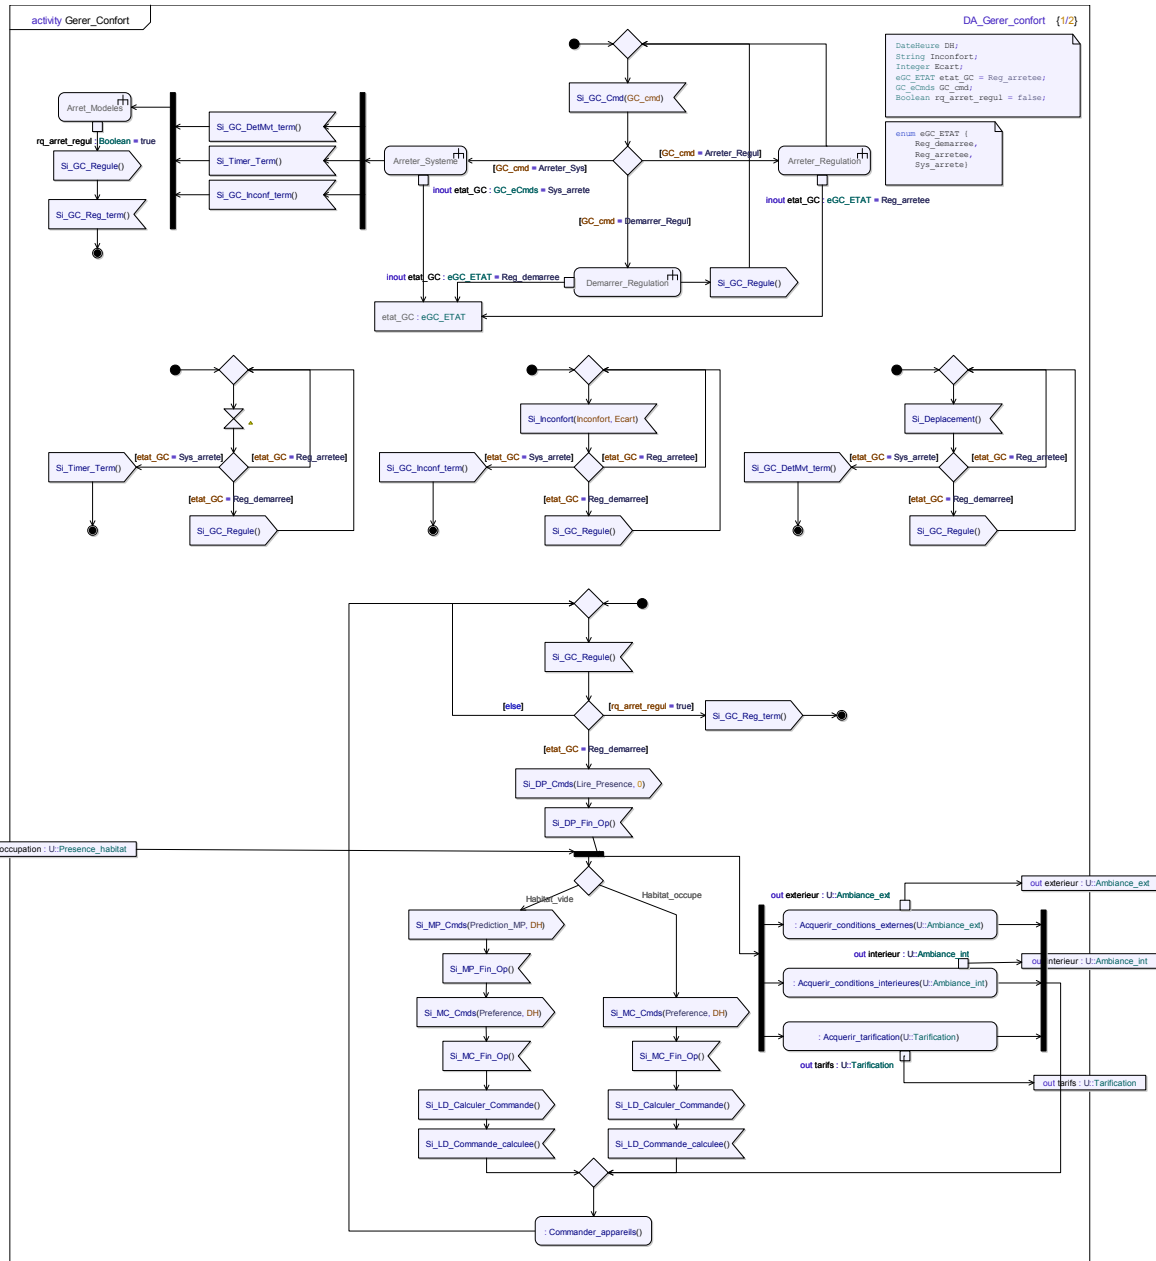 activity Gerer_Confort
DA_Gerer_confort {1/2}
DateHeure DH;
String Inconfort;
Integer Ecart;
eGC_ETAT etat_GC = Reg_arretee;
GC_eCmds GC_cmd;
Boolean rq_arret_regul = false;
enum eGC_ETAT {
Reg_demarree,
Reg_arretee,
Sys_arrete}
Si_GC_Cmd(GC_cmd)
Arret_Modeles
rq_arret_regul : Boolean = true
Si_GC_Regule()
Si_GC_Reg_term()
Si_GC_DetMvt_term()
Si_Timer_Term()
Si_GC_Inconf_term()
Arreter_Systeme
[GC_cmd = Arreter_Sys]
[GC_cmd = Arreter_Regul]
Arreter_Regulation
inout etat_GC : GC_eCmds = Sys_arrete
inout etat_GC : eGC_ETAT = Reg_arretee
[GC_cmd = Demarrer_Regul]
inout etat_GC : eGC_ETAT = Reg_demarree
Demarrer_Regulation
Si_GC_Regule()
etat_GC : eGC_ETAT
[etat_GC = Sys_arrete]
[etat_GC = Reg_arretee]
Si_Timer_Term()
[etat_GC = Reg_demarree]
Si_GC_Regule()
Si_Inconfort(Inconfort, Ecart)
[etat_GC = Sys_arrete]
[etat_GC = Reg_arretee]
Si_GC_Inconf_term()
[etat_GC = Reg_demarree]
Si_GC_Regule()
Si_Deplacement()
[etat_GC = Sys_arrete]
[etat_GC = Reg_arretee]
Si_GC_DetMvt_term()
[etat_GC = Reg_demarree]
Si_GC_Regule()
Si_GC_Regule()
[else]
[rq_arret_regul = true]
Si_GC_Reg_term()
[etat_GC = Reg_demarree]
Si_DP_Cmds(Lire_Presence, 0)
Si_DP_Fin_Op()
occupation : U::Presence_habitat
Habitat_vide
Habitat_occupe
Si_MP_Cmds(Prediction_MP, DH)
Si_MP_Fin_Op()
Si_MC_Cmds(Preference, DH)
Si_MC_Fin_Op()
Si_LD_Calculer_Commande()
Si_LD_Commande_calculee()
Si_MC_Cmds(Preference, DH)
Si_MC_Fin_Op()
Si_LD_Calculer_Commande()
Si_LD_Commande_calculee()
out exterieur : U::Ambiance_ext
out exterieur : U::Ambiance_ext
: Acquerir_conditions_externes(U::Ambiance_ext)
out interieur : U::Ambiance_int
out interieur : U::Ambiance_int
: Acquerir_conditions_interieures(U::Ambiance_int)
: Acquerir_tarification(U::Tarification)
out tarifs : U::Tarification
out tarifs : U::Tarification
: Commander_appareils()